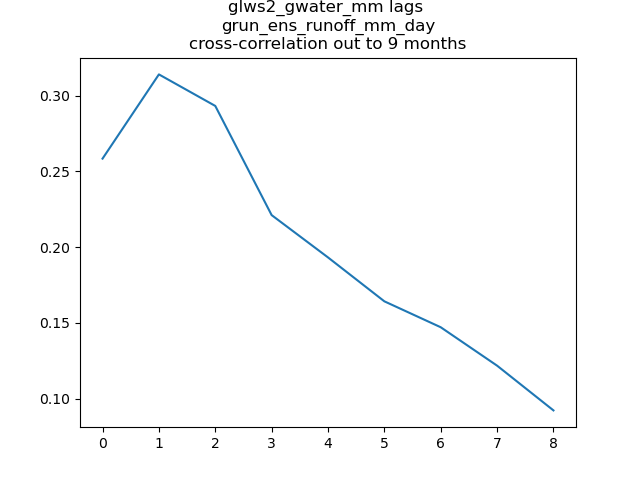 glws2_gwater_mm lags
grun_ens_runoff_mm_day
cross-correlation out to 9 months
0.30
0.25
0.20
0.15
0.10
0 1 2 3 4 5 6 7 8